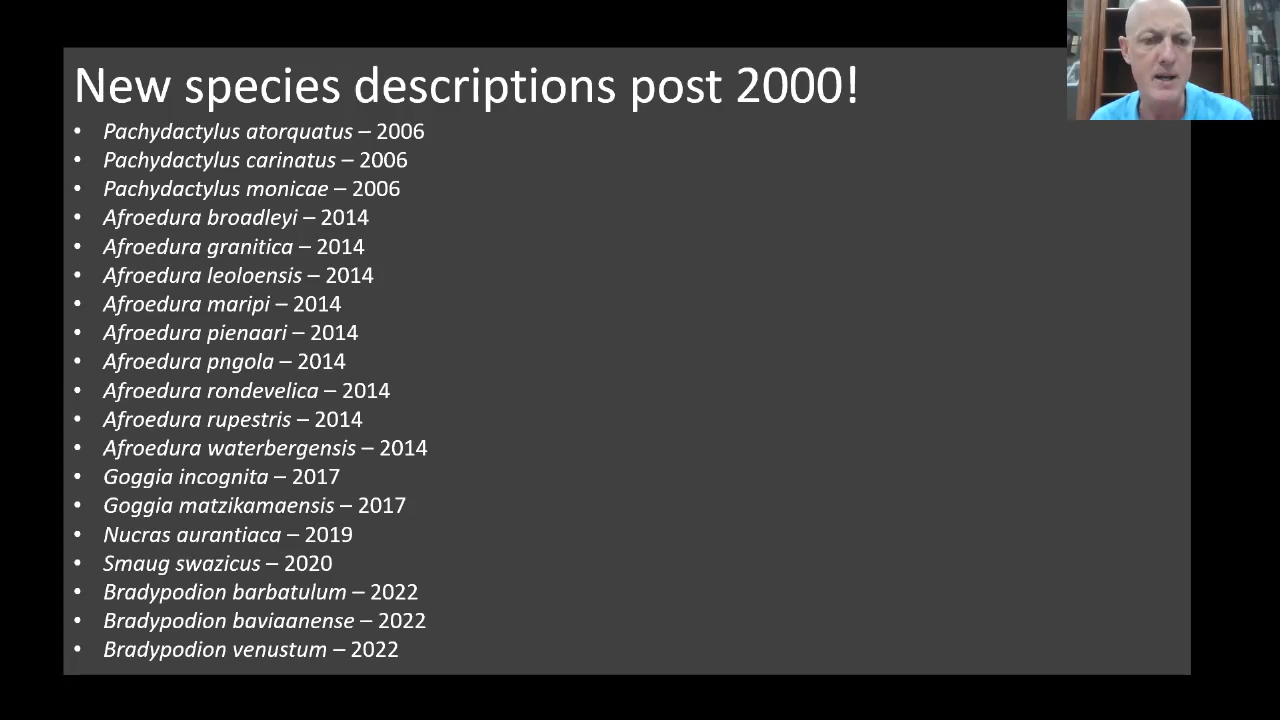 New species descriptions post 2000!
• Pachydactylus atorquatus – 2006
• Pachydactylus carinatus – 2006
• Pachydactylus monicae – 2006
• Afroedura broadleyi – 2014
• Afroedura granitica – 2014
• Afroedura leoloensis – 2014
• Afroedura maripi – 2014
• Afroedura pienaari – 2014
• Afroedura pngola – 2014
• Afroedura rondevelica – 2014
• Afroedura rupestris – 2014
• Afroedura waterbergensis – 2014
• Goggia incognita – 2017
• Goggia matzikamaensis – 2017
• Nucras aurantiaca – 2019
• Smaug swazicus – 2020
• Bradypodion barbatulum – 2022
• Bradypodion baviaanense – 2022
• Bradypodion venustum – 2022